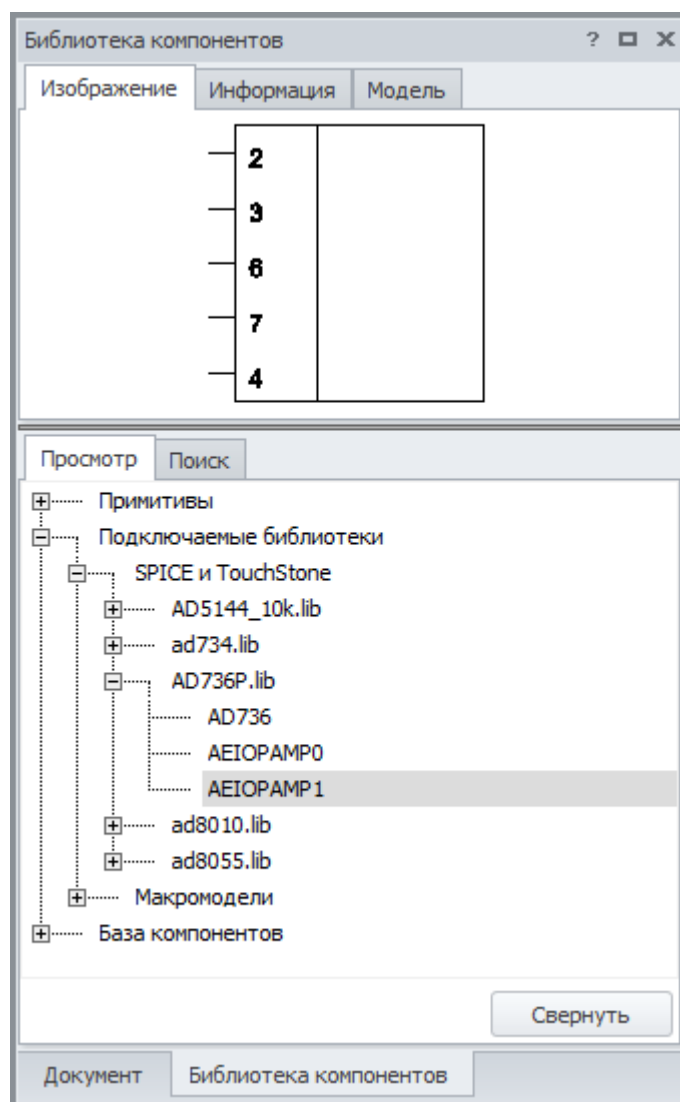 Библиотека компонентов ?
Изображение Информация Модель
2
3
6
7
4
Просмотр Поиск
Примитивы
Подключаемые библиотеки
SPICE и TouchStone
AD5144_10k.lib
ad734.lib
AD736P.lib
AD736
AEIOPAMP0
AEIOPAMP1
ad8010.lib
ad8055.lib
Макромодели
База компонентов
Свернуть
Документ Библиотека компонентов